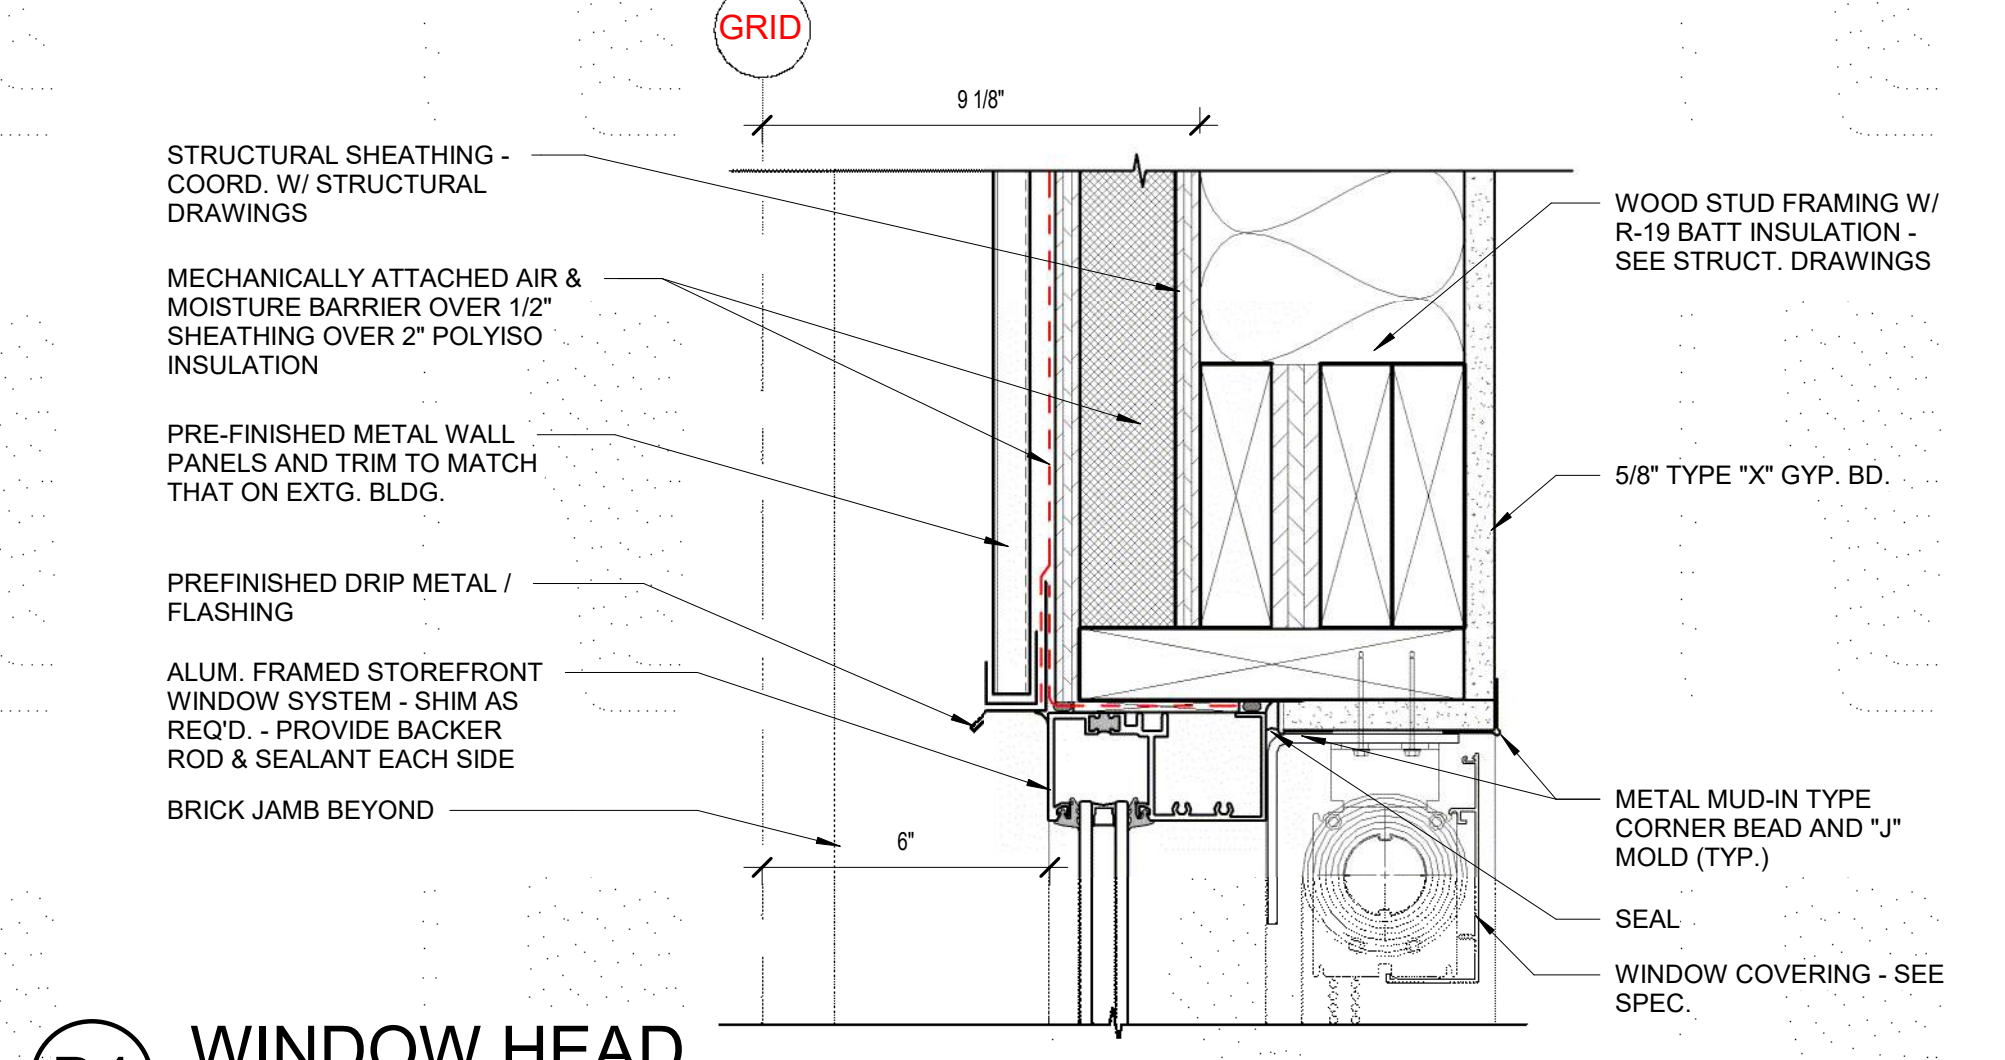 GRID
9 1/8"
STRUCTURAL SHEATHING -
COORD. W/ STRUCTURAL
DRAWINGS
MECHANICALLY ATTACHED AIR &
MOISTURE BARRIER OVER 1/2"
SHEATHING OVER 2" POLYISO
INSULATION
PRE-FINISHED METAL WALL
PANELS AND TRIM TO MATCH
THAT ON EXTG. BLDG.
PREFINISHED DRIP METAL /
FLASHING
ALUM. FRAMED STOREFRONT
WINDOW SYSTEM - SHIM AS
REQ'D. - PROVIDE BACKER
ROD & SEALANT EACH SIDE
BRICK JAMB BEYOND
6"
WOOD STUD FRAMING W/
R-19 BATT INSULATION -
SEE STRUCT. DRAWINGS
5/8" TYPE "X" GYP. BD.
METAL MUD-IN TYPE
CORNER BEAD AND "J"
MOLD (TYP.)
SEAL
WINDOW COVERING - SEE
SPEC.
WINDOW HEAD